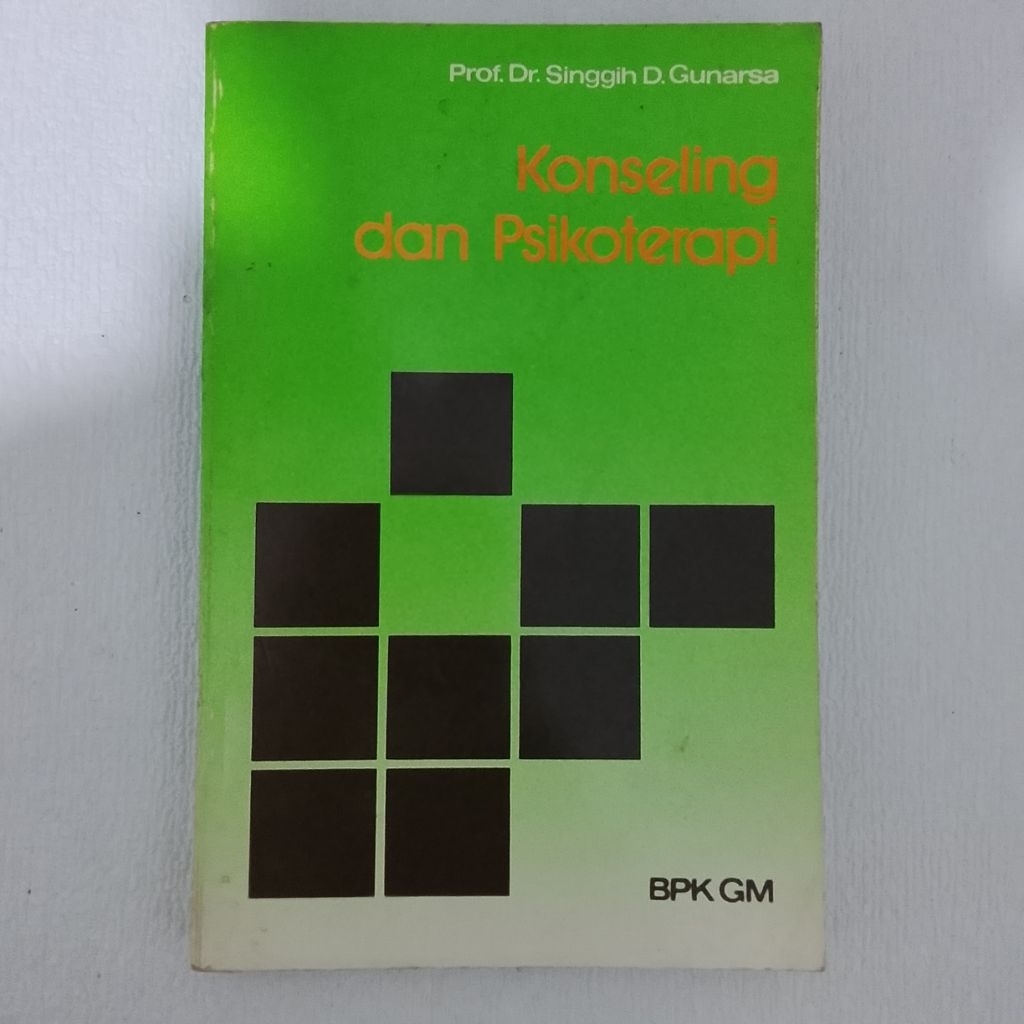 Prof. Dr. Singgih D. Gunarsa
Konseling
dan Psikoterapi
BPK GM